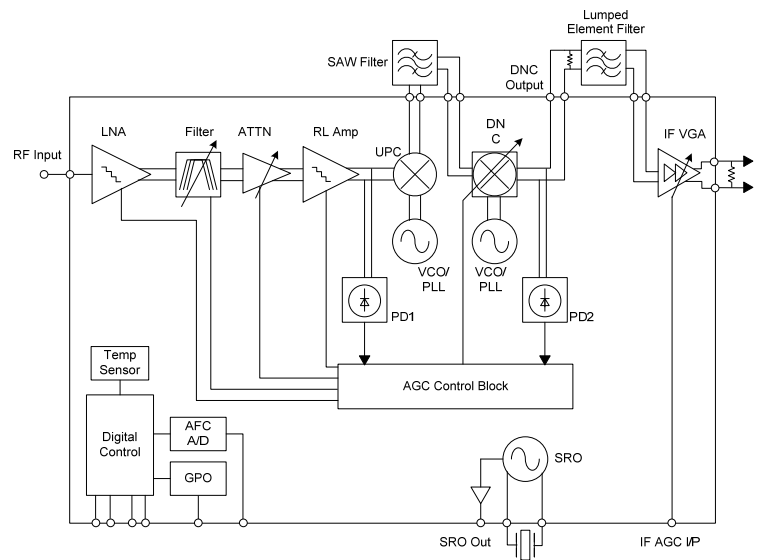 Lumped
Element Filter
SAW Filter
DNC
Output
LNA
Filter
ATTN
RL Amp
DN
C
IF VGA
RF Input
UPC
VCO/
PLL
VCO/
PLL
PD1
PD2
Temp
Sensor
AGC Control Block
Digital
Control
AFC
A/D
GPO
SRO
SRO Out
IF AGC I/P